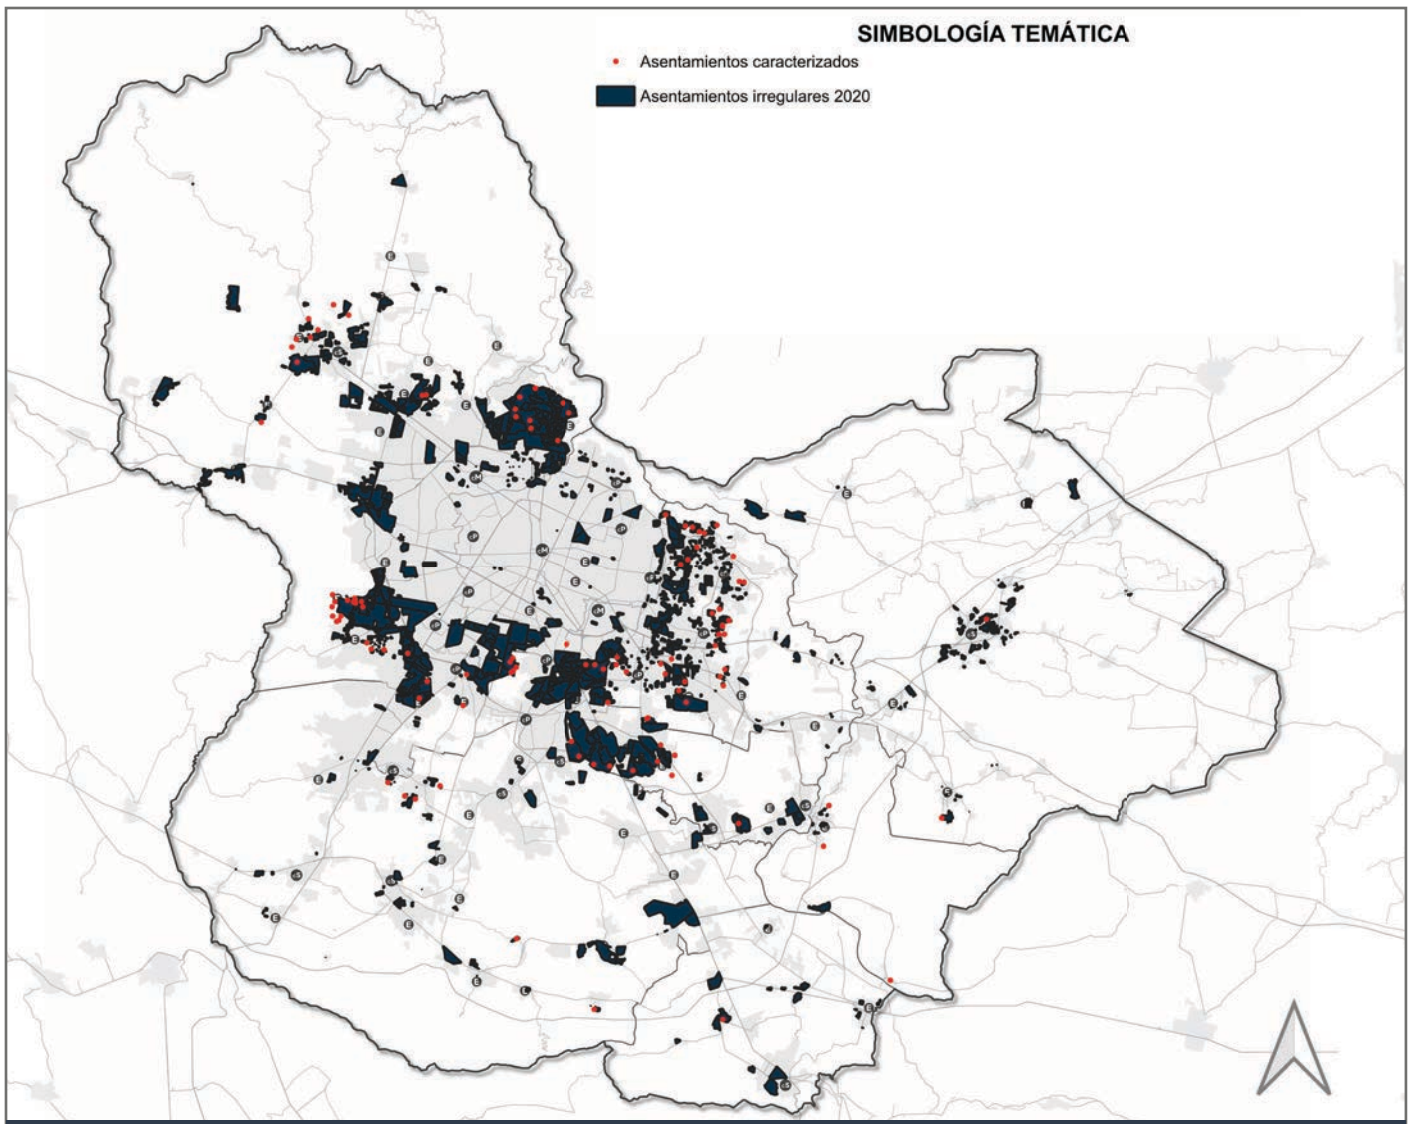 SIMBOLOGÍA TEMÁTICA
Asentamientos caracterizados
Asentamientos irregulares 2020